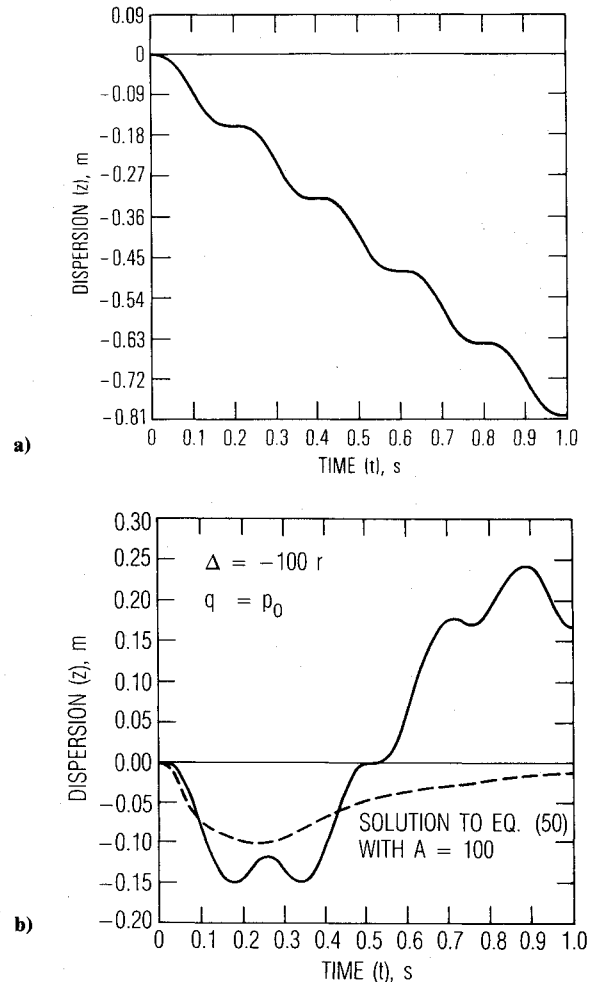 0.09
0
-0.09
-0.18
-0.27
-0.36
-0.45
-0.54
-0.63
-0.72
-0.81
DISPERSION (z), m
0 0.1 0.2 0.3 0.4 0.5 0.6 0.7 0.8 0.9 1.0
TIME (t), s
a)
0.30
0.25
0.20
0.15
0.10
0.05
0.00
-0.05
-0.10
-0.15
-0.20
DISPERSION (z), m
Δ = −100 r
q = p₀
SOLUTION TO EQ. (50)
WITH A = 100
0 0.1 0.2 0.3 0.4 0.5 0.6 0.7 0.8 0.9 1.0
TIME (t), s
b)